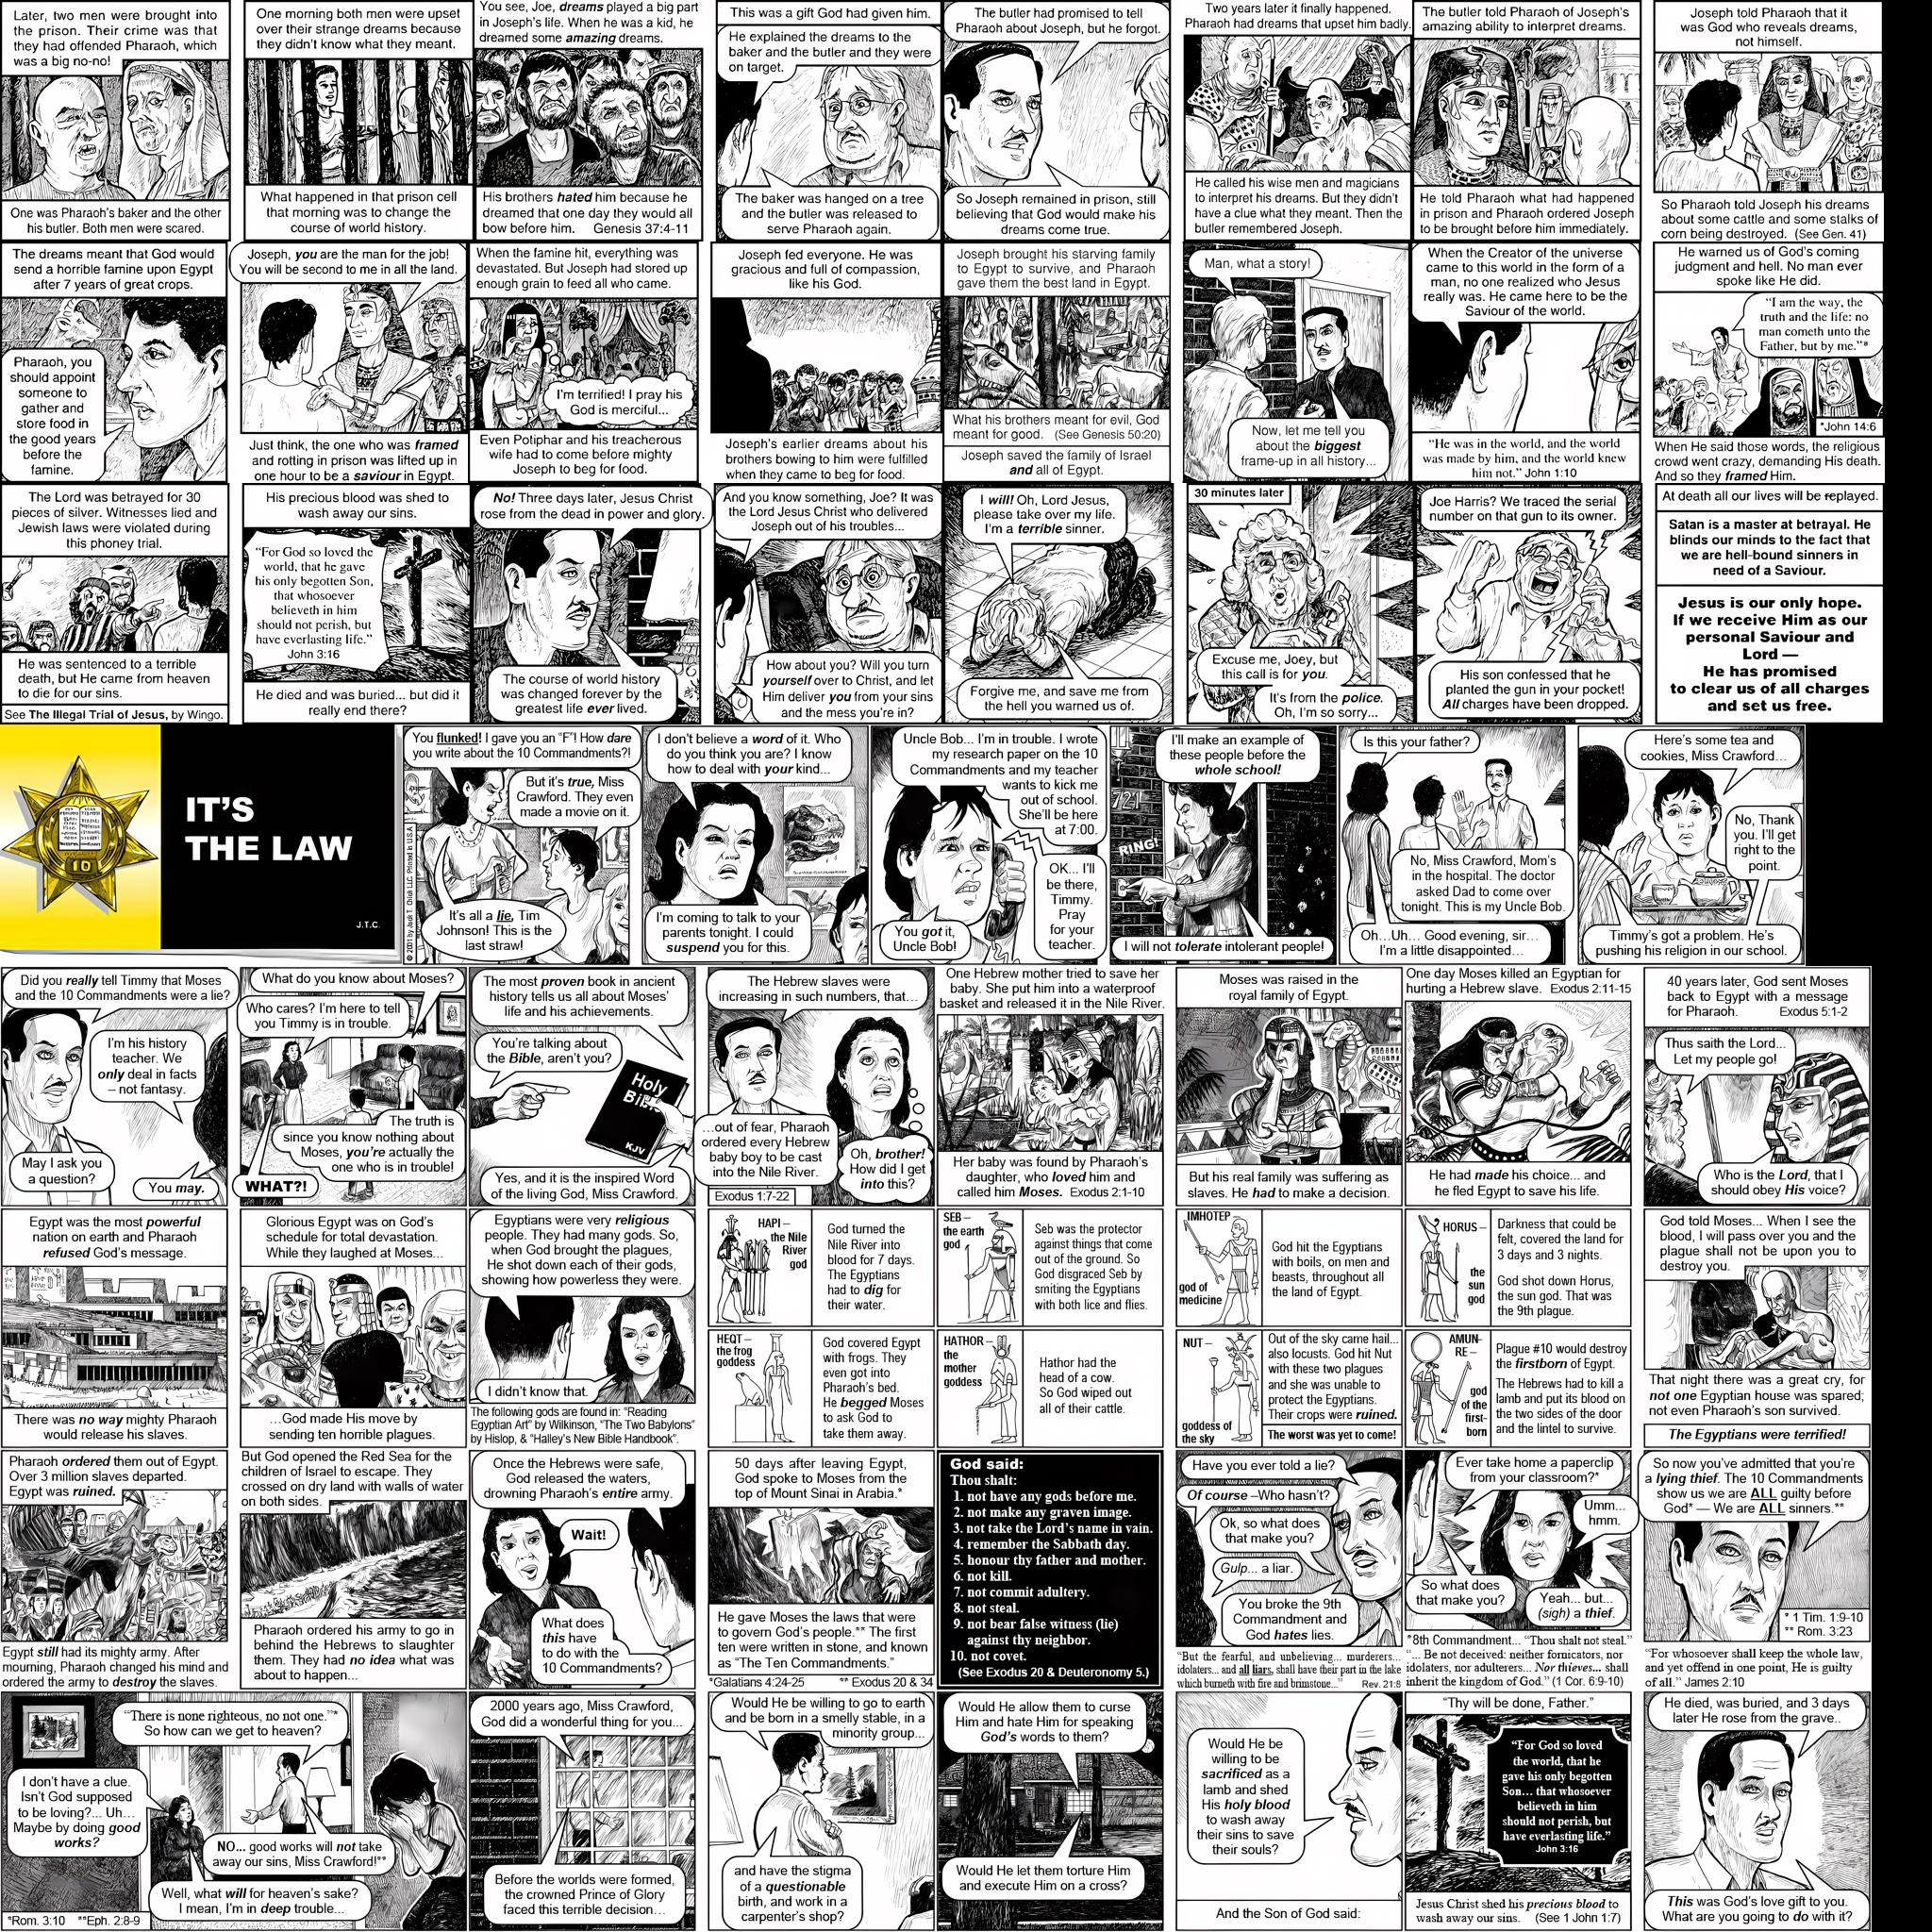 Later, two men were brought into
the prison. Their crime was that
they had offended Pharaoh, which
was a big no-no!
One was Pharaoh's baker and the other
his butler. Both men were scared.
One morning both men were upset
over their strange dreams because
they didn't know what they meant.
What happened in that prison cell
that morning was to change the
course of world history.
You see, Joe, dreams played a big part
in Joseph's life. When he was a kid, he
dreamed some amazing dreams.
His brothers hated him because he
dreamed that one day they would all
bow before him. Genesis 37:4-11
This was a gift God had given him.
He explained the dreams to the
baker and the butler and they were
on target.
The baker was hanged on a tree
and the butler was released to
serve Pharaoh again.
The butler had promised to tell
Pharaoh about Joseph, but he forgot.
So Joseph remained in prison, still
believing that God would make his
dreams come true.
Two years later it finally happened.
Pharaoh had dreams that upset him badly.
He called his wise men and magicians
to interpret his dreams. But they didn't
have a clue what they meant. Then the
butler remembered Joseph.
The butler told Pharaoh of Joseph's
amazing ability to interpret dreams.
He told Pharaoh what had happened
in prison and Pharaoh ordered Joseph
to be brought before him immediately.
Joseph told Pharaoh that it
was God who reveals dreams,
not himself.
So Pharaoh told Joseph his dreams
about some cattle and some stalks of
corn being destroyed. (See Gen. 41)
The dreams meant that God would
send a horrible famine upon Egypt
after 7 years of great crops.
Pharaoh, you
should appoint
someone to
gather and
store food in
the good years
before the
famine.
Joseph, you are the man for the job!
You will be second to me in all the land.
Just think, the one who was framed
and rotting in prison was lifted up in
one hour to be a saviour in Egypt.
When the famine hit, everything was
devastated. But Joseph had stored up
enough grain to feed all who came.
I'm terrified! I pray his
God is merciful...
Even Potiphar and his treacherous
wife had to come before mighty
Joseph to beg for food.
Joseph fed everyone. He was
gracious and full of compassion,
like his God.
Joseph's earlier dreams about his
brothers bowing to him were fulfilled
when they came to beg for food.
Joseph brought his starving family
to Egypt to survive, and Pharaoh
gave them the best land in Egypt.
What his brothers meant for evil, God
meant for good. (See Genesis 50:20)
Joseph saved the family of Israel
and all of Egypt.
Man, what a story!
Now, let me tell you
about the biggest
frame-up in all history...
When the Creator of the universe
came to this world in the form of a
man, no one realized who Jesus
really was. He came here to be the
Saviour of the world.
"He was in the world, and the world
was made by him, and the world knew
him not." John 1:10
He warned us of God's coming
judgment and hell. No man ever
spoke like He did.
"I am the way, the
truth and the life: no
man cometh unto the
Father, but by me."*
*John 14:6
When He said those words, the religious
crowd went crazy, demanding His death.
And so they framed Him.
The Lord was betrayed for 30
pieces of silver. Witnesses lied and
Jewish laws were violated during
this phoney trial.
He was sentenced to a terrible
death, but He came from heaven
to die for our sins.
See The Illegal Trial of Jesus, by Wingo.
His precious blood was shed to
wash away our sins.
"For God so loved the
world, that he gave
his only begotten Son,
that whosoever
believeth in him
should not perish, but
have everlasting life."
John 3:16
He died and was buried... but did it
really end there?
No! Three days later, Jesus Christ
rose from the dead in power and glory.
The course of world history
was changed forever by the
greatest life ever lived.
And you know something, Joe? It was
the Lord Jesus Christ who delivered
Joseph out of his troubles...
How about you? Will you turn
yourself over to Christ, and let
Him deliver you from your sins
and the mess you're in?
I will! Oh, Lord Jesus,
please take over my life.
I'm a terrible sinner.
Forgive me, and save me from
the hell you warned us of.
30 minutes later
Excuse me, Joey, but
this call is for you.
It's from the police.
Oh, I'm so sorry...
Joe Harris? We traced the serial
number on that gun to its owner.
His son confessed that he
planted the gun in your pocket!
All charges have been dropped.
At death all our lives will be replayed.
Satan is a master at betrayal. He
blinds our minds to the fact that
we are hell-bound sinners in
need of a Saviour.
Jesus is our only hope.
If we receive Him as our
personal Saviour and
Lord —
He has promised
to clear us of all charges
and set us free.
10
IT'S
THE LAW
J.T.C.
© 2001 by Jack T. Chick LLC. Printed in U.S.A.
You flunked! I gave you an "F"! How dare
you write about the 10 Commandments?!
But it's true, Miss
Crawford. They even
made a movie on it.
It's all a lie, Tim
Johnson! This is the
last straw!
I don't believe a word of it. Who
do you think you are? I know
how to deal with your kind...
I'm coming to talk to your
parents tonight. I could
suspend you for this.
Uncle Bob... I'm in trouble. I wrote
my research paper on the 10
Commandments and my teacher
wants to kick me
out of school.
She'll be here
at 7:00.
OK... I'll
be there,
Timmy.
Pray
for your
teacher.
You got it,
Uncle Bob!
I'll make an example of
these people before the
whole school!
721
RING!
I will not tolerate intolerant people!
Is this your father?
No, Miss Crawford, Mom's
in the hospital. The doctor
asked Dad to come over
tonight. This is my Uncle Bob.
Oh...Uh... Good evening, sir...
I'm a little disappointed...
Here's some tea and
cookies, Miss Crawford...
No, Thank
you. I'll get
right to the
point.
Timmy's got a problem. He's
pushing his religion in our school.
Did you really tell Timmy that Moses
and the 10 Commandments were a lie?
I'm his history
teacher. We
only deal in facts
– not fantasy.
May I ask you
a question?
You may.
What do you know about Moses?
Who cares? I'm here to tell
you Timmy is in trouble.
The truth is
since you know nothing about
Moses, you're actually the
one who is in trouble!
WHAT?!
The most proven book in ancient
history tells us all about Moses'
life and his achievements.
You're talking about
the Bible, aren't you?
Holy
Bible
KJV
Yes, and it is the inspired Word
of the living God, Miss Crawford.
The Hebrew slaves were
increasing in such numbers, that...
...out of fear, Pharaoh
ordered every Hebrew
baby boy to be cast
into the Nile River.
Oh, brother!
How did I get
into this?
Exodus 1:7-22
One Hebrew mother tried to save her
baby. She put him into a waterproof
basket and released it in the Nile River.
Her baby was found by Pharaoh's
daughter, who loved him and
called him Moses. Exodus 2:1-10
Moses was raised in the
royal family of Egypt.
But his real family was suffering as
slaves. He had to make a decision.
One day Moses killed an Egyptian for
hurting a Hebrew slave. Exodus 2:11-15
He had made his choice... and
he fled Egypt to save his life.
40 years later, God sent Moses
back to Egypt with a message
for Pharaoh. Exodus 5:1-2
Thus saith the Lord...
Let my people go!
Who is the Lord, that I
should obey His voice?
Egypt was the most powerful
nation on earth and Pharaoh
refused God's message.
There was no way mighty Pharaoh
would release his slaves.
Glorious Egypt was on God's
schedule for total devastation.
While they laughed at Moses...
...God made His move by
sending ten horrible plagues.
Egyptians were very religious
people. They had many gods. So,
when God brought the plagues,
He shot down each of their gods,
showing how powerless they were.
I didn't know that.
The following gods are found in: "Reading
Egyptian Art" by Wilkinson, "The Two Babylons"
by Hislop, & "Halley's New Bible Handbook".
HAPI –
the Nile
River
god
God turned the
Nile River into
blood for 7 days.
The Egyptians
had to dig for
their water.
HEQT –
the frog
goddess
God covered Egypt
with frogs. They
even got into
Pharaoh's bed.
He begged Moses
to ask God to
take them away.
SEB –
the earth
god
Seb was the protector
against things that come
out of the ground. So
God disgraced Seb by
smiting the Egyptians
with both lice and flies.
HATHOR –
the
mother
goddess
Hathor had the
head of a cow.
So God wiped out
all of their cattle.
IMHOTEP –
god of
medicine
God hit the Egyptians
with boils, on men and
beasts, throughout all
the land of Egypt.
NUT –
goddess of
the sky
Out of the sky came hail...
also locusts. God hit Nut
with these two plagues
and she was unable to
protect the Egyptians.
Their crops were ruined.
The worst was yet to come!
HORUS –
the
sun
god
Darkness that could be
felt, covered the land for
3 days and 3 nights.
God shot down Horus,
the sun god. That was
the 9th plague.
AMUN-
RE –
god
of the
first-
born
Plague #10 would destroy
the firstborn of Egypt.
The Hebrews had to kill a
lamb and put its blood on
the two sides of the door
and the lintel to survive.
God told Moses... When I see the
blood, I will pass over you and the
plague shall not be upon you to
destroy you.
That night there was a great cry, for
not one Egyptian house was spared;
not even Pharaoh's son survived.
The Egyptians were terrified!
Pharaoh ordered them out of Egypt.
Over 3 million slaves departed.
Egypt was ruined.
Egypt still had its mighty army. After
mourning, Pharaoh changed his mind and
ordered the army to destroy the slaves.
But God opened the Red Sea for the
children of Israel to escape. They
crossed on dry land with walls of water
on both sides.
Pharaoh ordered his army to go in
behind the Hebrews to slaughter
them. They had no idea what was
about to happen...
Once the Hebrews were safe,
God released the waters,
drowning Pharaoh's entire army.
Wait!
What does
this have
to do with the
10 Commandments?
50 days after leaving Egypt,
God spoke to Moses from the
top of Mount Sinai in Arabia.*
He gave Moses the laws that were
to govern God's people.** The first
ten were written in stone, and known
as "The Ten Commandments."
*Galatians 4:24-25 ** Exodus 20 & 34
God said:
Thou shalt:
1. not have any gods before me.
2. not make any graven image.
3. not take the Lord's name in vain.
4. remember the Sabbath day.
5. honour thy father and mother.
6. not kill.
7. not commit adultery.
8. not steal.
9. not bear false witness (lie)
against thy neighbor.
10. not covet.
(See Exodus 20 & Deuteronomy 5.)
Have you ever told a lie?
Of course –Who hasn't?
Ok, so what does
that make you?
Gulp... a liar.
You broke the 9th
Commandment and
God hates lies.
"But the fearful, and unbelieving... murderers...
idolaters... and all liars, shall have their part in the lake
which burneth with fire and brimstone..." Rev. 21:8
Ever take home a paperclip
from your classroom?*
Umm...
hmm.
So what does
that make you?
Yeah... but...
(sigh) a thief.
*8th Commandment... "Thou shalt not steal."
"... Be not deceived: neither fornicators, nor
idolaters, nor adulterers... Nor thieves... shall
inherit the kingdom of God." (1 Cor. 6:9-10)
So now you've admitted that you're
a lying thief. The 10 Commandments
show us we are ALL guilty before
God* — We are ALL sinners.**
* 1 Tim. 1:9-10
** Rom. 3:23
"For whosoever shall keep the whole law,
and yet offend in one point, He is guilty
of all." James 2:10
"There is none righteous, no not one."*
So how can we get to heaven?
I don't have a clue.
Isn't God supposed
to be loving?... Uh...
Maybe by doing good
works?
NO... good works will not take
away our sins, Miss Crawford!**
Well, what will for heaven's sake?
I mean, I'm in deep trouble...
*Rom. 3:10 **Eph. 2:8-9
2000 years ago, Miss Crawford,
God did a wonderful thing for you...
Before the worlds were formed,
the crowned Prince of Glory
faced this terrible decision...
Would He be willing to go to earth
and be born in a smelly stable, in a
minority group...
and have the stigma
of a questionable
birth, and work in a
carpenter's shop?
Would He allow them to curse
Him and hate Him for speaking
God's words to them?
Would He let them torture Him
and execute Him on a cross?
Would He be
willing to be
sacrificed as a
lamb and shed
His holy blood
to wash away
their sins to save
their souls?
And the Son of God said:
"Thy will be done, Father."
"For God so loved
the world, that he
gave his only begotten
Son... that whosoever
believeth in him
should not perish, but
have everlasting life."
John 3:16
Jesus Christ shed his precious blood to
wash away our sins. (See 1 John 1:7)
He died, was buried, and 3 days
later He rose from the grave..
This was God's love gift to you.
What are you going to do with it?